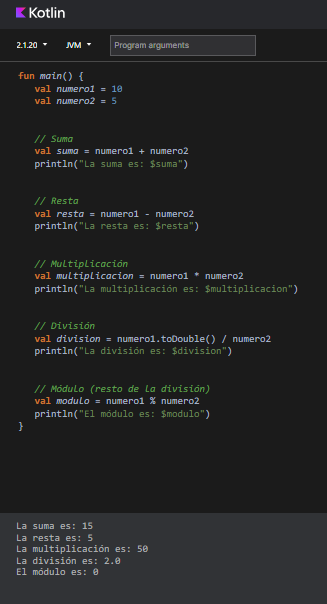 Kotlin
2.1.20 JVM Program arguments
fun main() {
    val numero1 = 10
    val numero2 = 5
    // Suma
    val suma = numero1 + numero2
    println("La suma es: $suma")
    // Resta
    val resta = numero1 - numero2
    println("La resta es: $resta")
    // Multiplicación
    val multiplicacion = numero1 * numero2
    println("La multiplicación es: $multiplicacion")
    // División
    val division = numero1.toDouble() / numero2
    println("La división es: $division")
    // Módulo (resto de la división)
    val modulo = numero1 % numero2
    println("El módulo es: $modulo")
}
La suma es: 15
La resta es: 5
La multiplicación es: 50
La división es: 2.0
El módulo es: 0